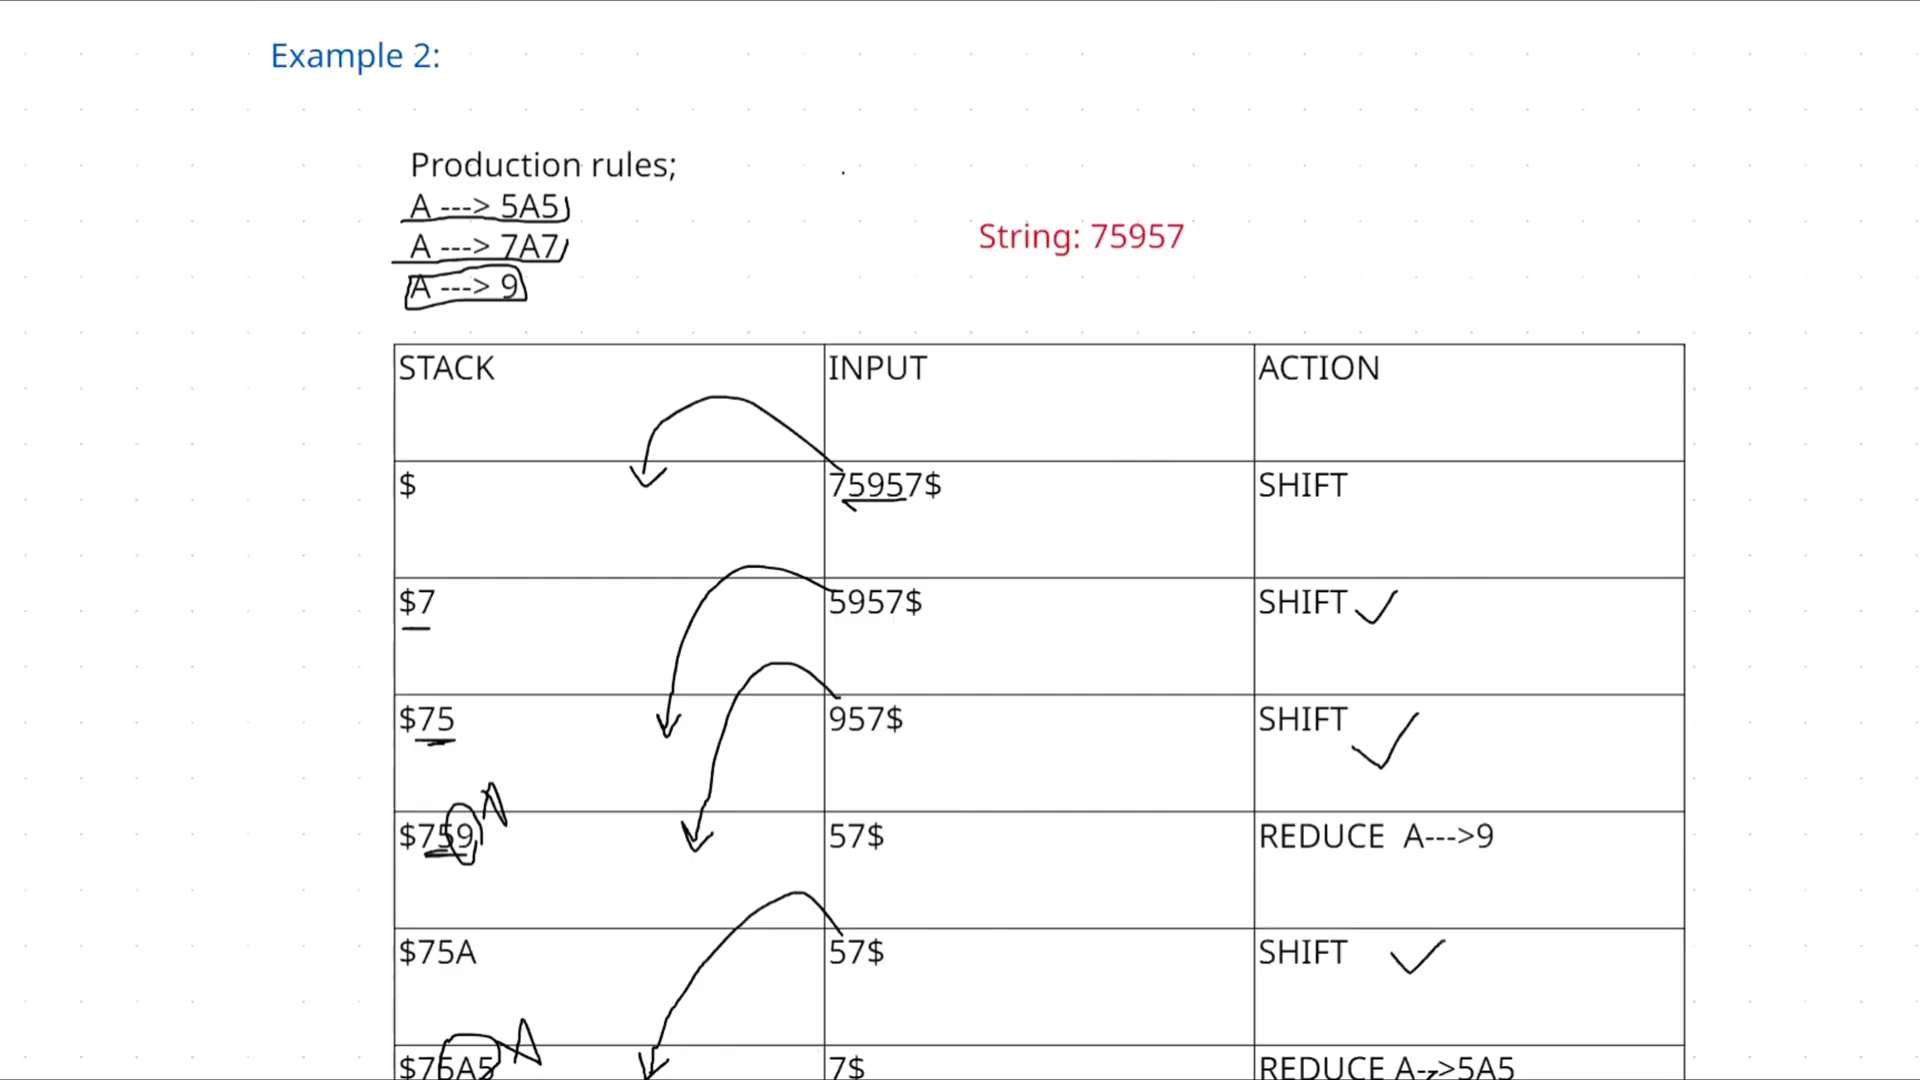 Example 2:
Production rules;
A ---> 5A5
A ---> 7A7
A ---> 9
String: 75957
STACK INPUT ACTION
$ 75957$ SHIFT
$7 5957$ SHIFT
$75 957$ SHIFT
$759 A 57$ REDUCE A--->9
$75A 57$ SHIFT
$75A5 A 7$ REDUCE A-->5A5